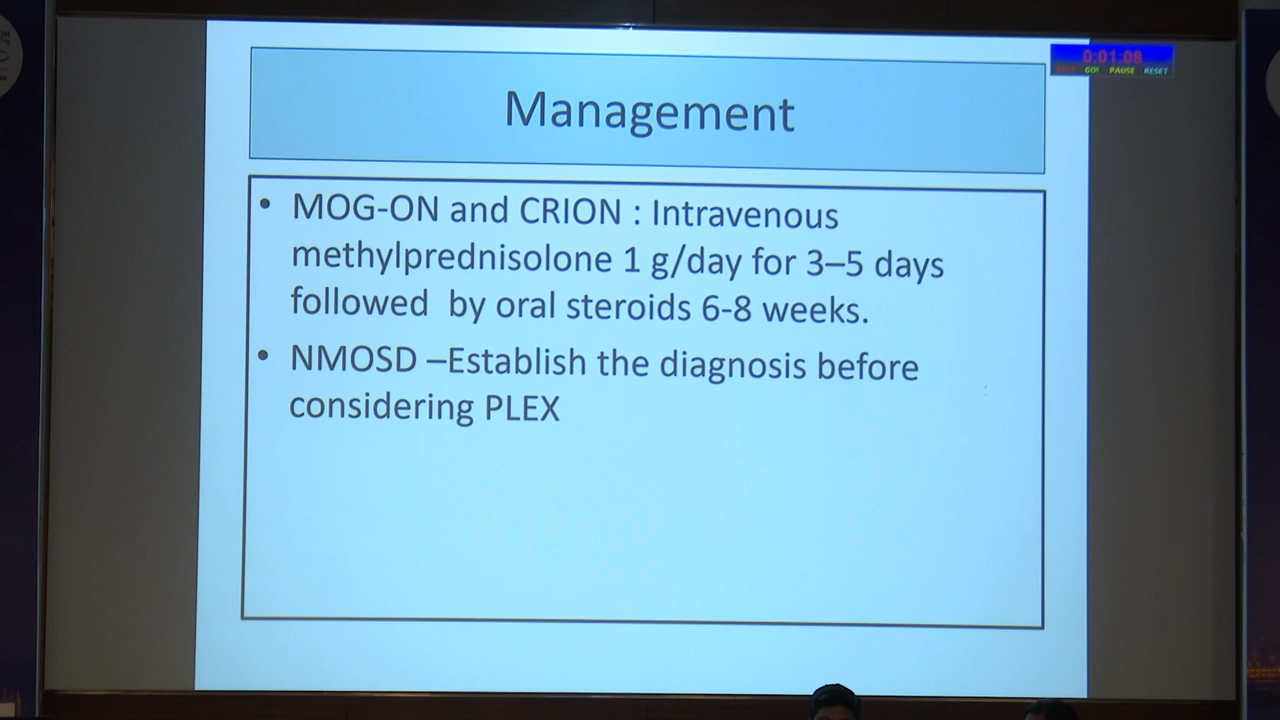 Management
0:01:08
GO! PAUSE RESET
• MOG-ON and CRION : Intravenous
methylprednisolone 1 g/day for 3–5 days
followed by oral steroids 6-8 weeks.
• NMOSD –Establish the diagnosis before
considering PLEX